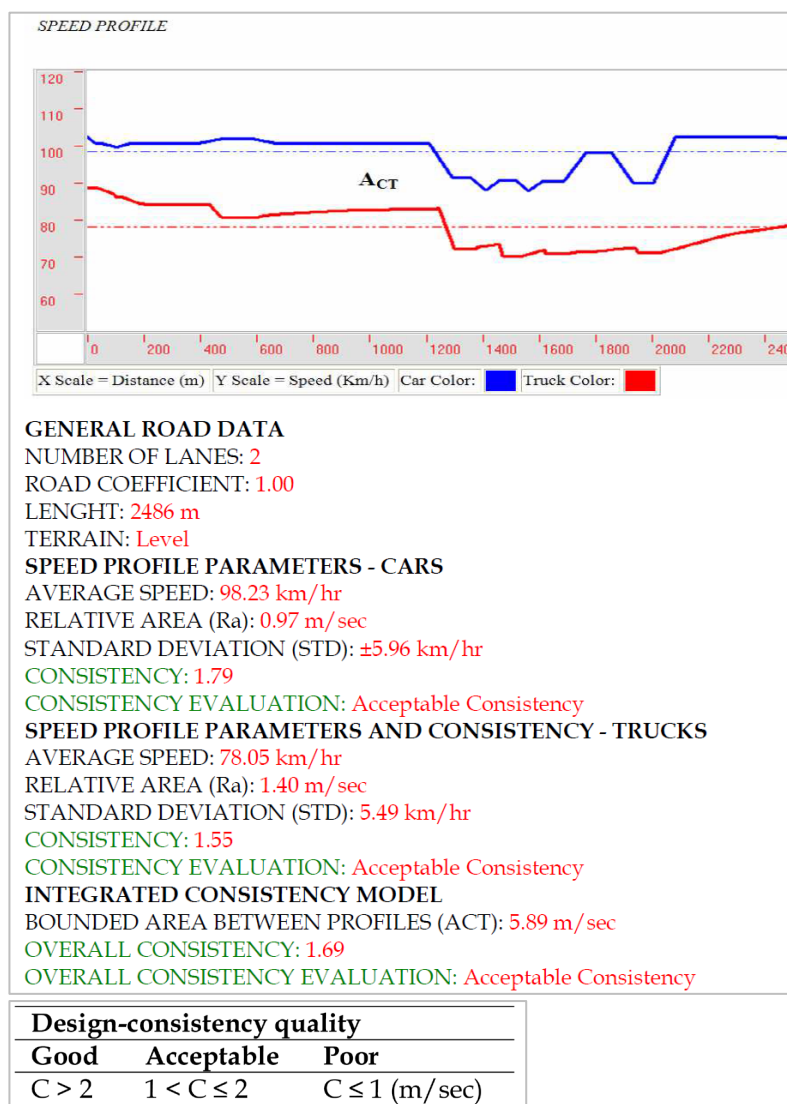 SPEED PROFILE
120
110
100
90
80
70
60
A_CT
0 200 400 600 800 1000 1200 1400 1600 1800 2000 2200 240
X Scale = Distance (m) Y Scale = Speed (Km/h) Car Color: Truck Color:
GENERAL ROAD DATA
NUMBER OF LANES: 2
ROAD COEFFICIENT: 1.00
LENGHT: 2486 m
TERRAIN: Level
SPEED PROFILE PARAMETERS - CARS
AVERAGE SPEED: 98.23 km/hr
RELATIVE AREA (Ra): 0.97 m/sec
STANDARD DEVIATION (STD): ±5.96 km/hr
CONSISTENCY: 1.79
CONSISTENCY EVALUATION: Acceptable Consistency
SPEED PROFILE PARAMETERS AND CONSISTENCY - TRUCKS
AVERAGE SPEED: 78.05 km/hr
RELATIVE AREA (Ra): 1.40 m/sec
STANDARD DEVIATION (STD): 5.49 km/hr
CONSISTENCY: 1.55
CONSISTENCY EVALUATION: Acceptable Consistency
INTEGRATED CONSISTENCY MODEL
BOUNDED AREA BETWEEN PROFILES (ACT): 5.89 m/sec
OVERALL CONSISTENCY: 1.69
OVERALL CONSISTENCY EVALUATION: Acceptable Consistency
Design-consistency quality
Good Acceptable Poor
C > 2 1 < C ≤ 2 C ≤ 1 (m/sec)